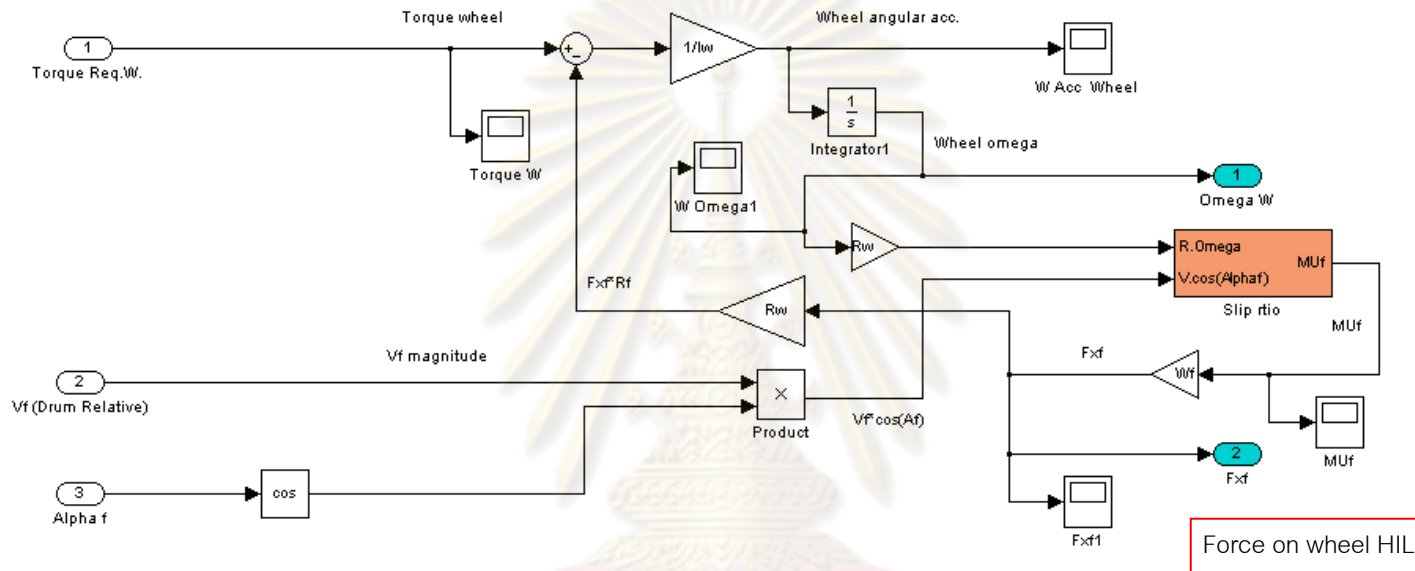 Torque wheel
Wheel angular acc.
1
Torque Req.W.
+
−
1/Iw
W Acc Wheel
Torque W
1
s
Integrator1
Wheel omega
W Omega1
1
Omega W
Rw
R.Omega
V.cos(Alphaf)
MUf
Slip rtio
Fxf*Rf
Rw
MUf
Vf magnitude
Fxf
Wf
2
Vf (Drum Relative)
×
Product
Vf*cos(Af)
MUf
2
Fxf
3
Alpha f
cos
Fxf1
Force on wheel HIL